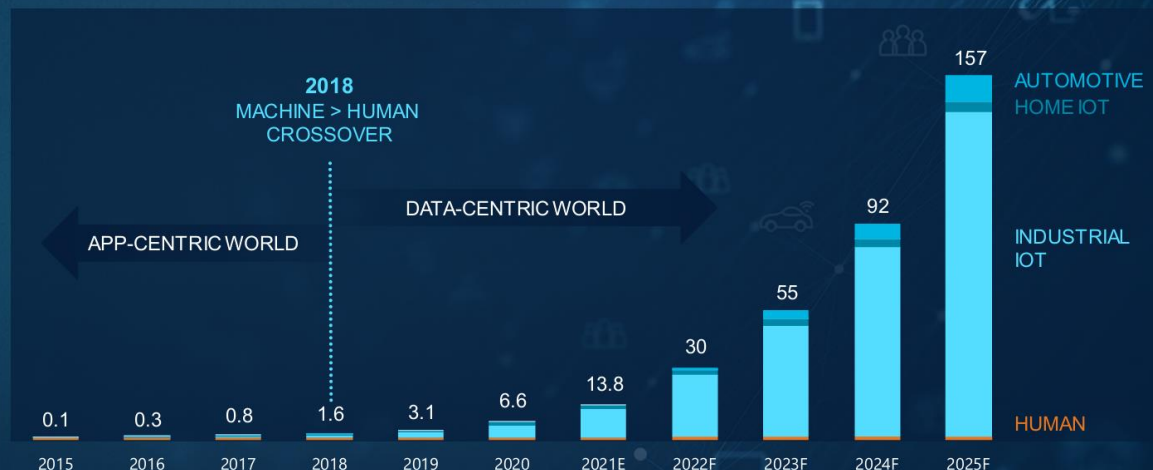 2018
MACHINE > HUMAN
CROSSOVER
APP-CENTRIC WORLD
DATA-CENTRIC WORLD
0.1
0.3
0.8
1.6
3.1
6.6
13.8
30
55
92
157
AUTOMOTIVE
HOME IOT
INDUSTRIAL
IOT
HUMAN
2015
2016
2017
2018
2019
2020
2021E
2022F
2023F
2024F
2025F